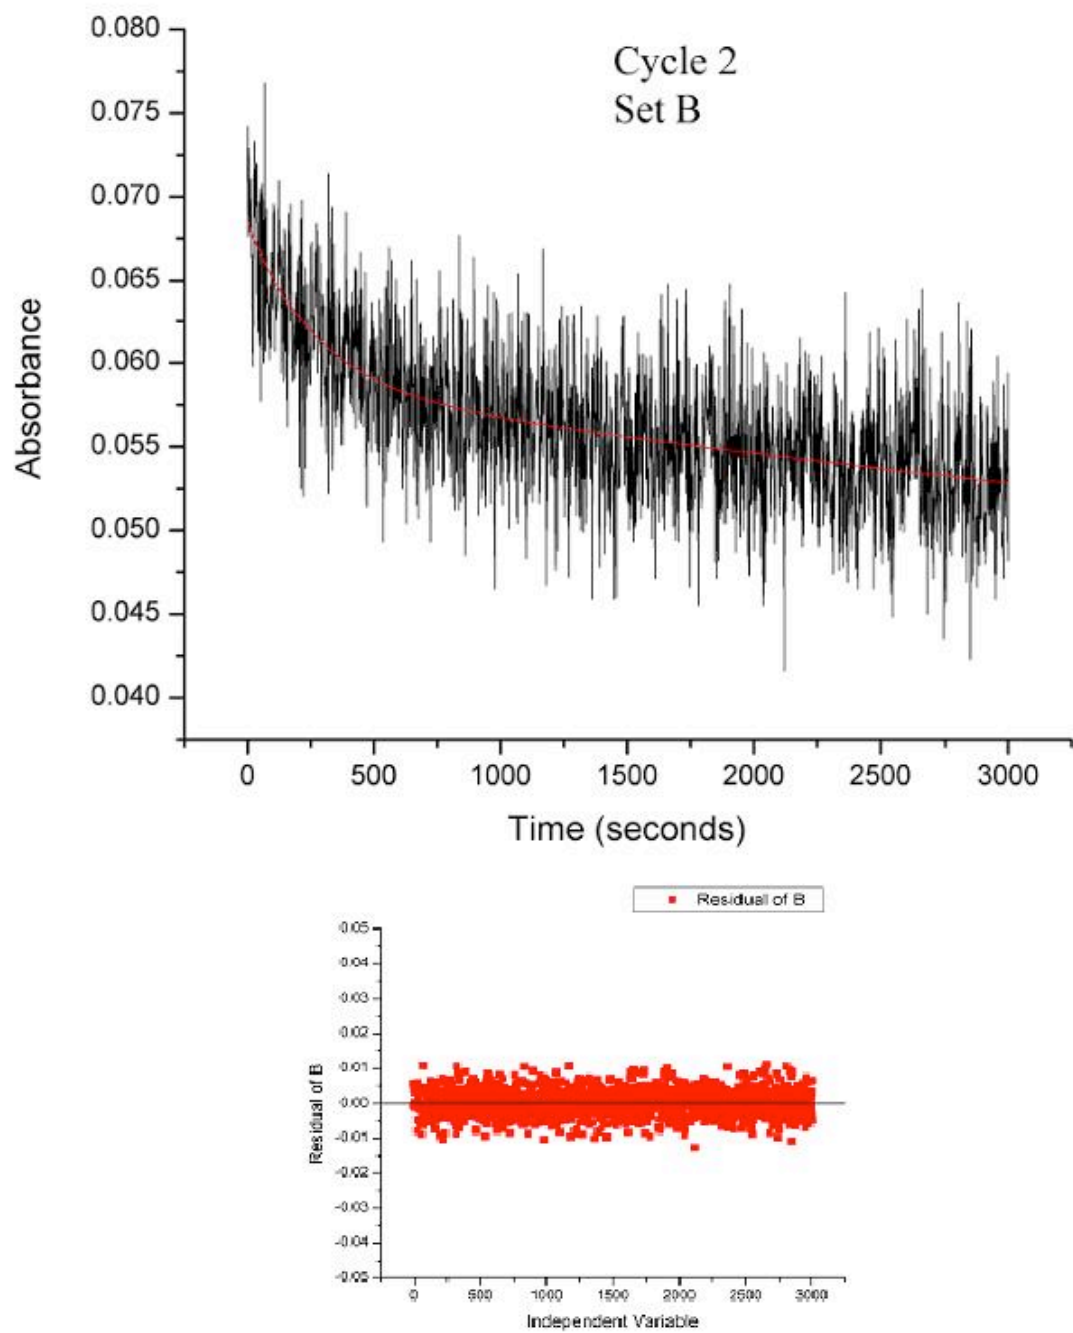 Cycle 2
Set B
0.080
0.075
0.070
0.065
0.060
0.055
0.050
0.045
0.040
Absorbance
0 500 1000 1500 2000 2500 3000
Time (seconds)
Residual of B
0.05
0.04
0.03
0.02
0.01
0.00
-0.01
-0.02
-0.03
-0.04
-0.05
Residual of B
0 500 1000 1500 2000 2500 3000
Independent Variable